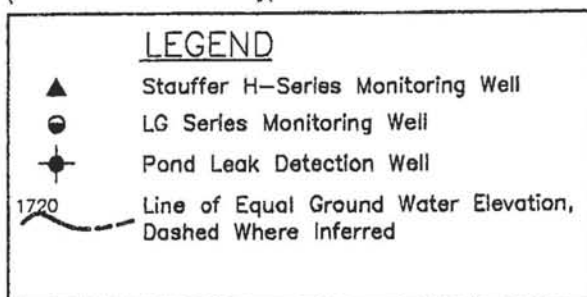 LEGEND
Stauffer H-Series Monitoring Well
LG Series Monitoring Well
Pond Leak Detection Well
1720
Line of Equal Ground Water Elevation,
Dashed Where Inferred